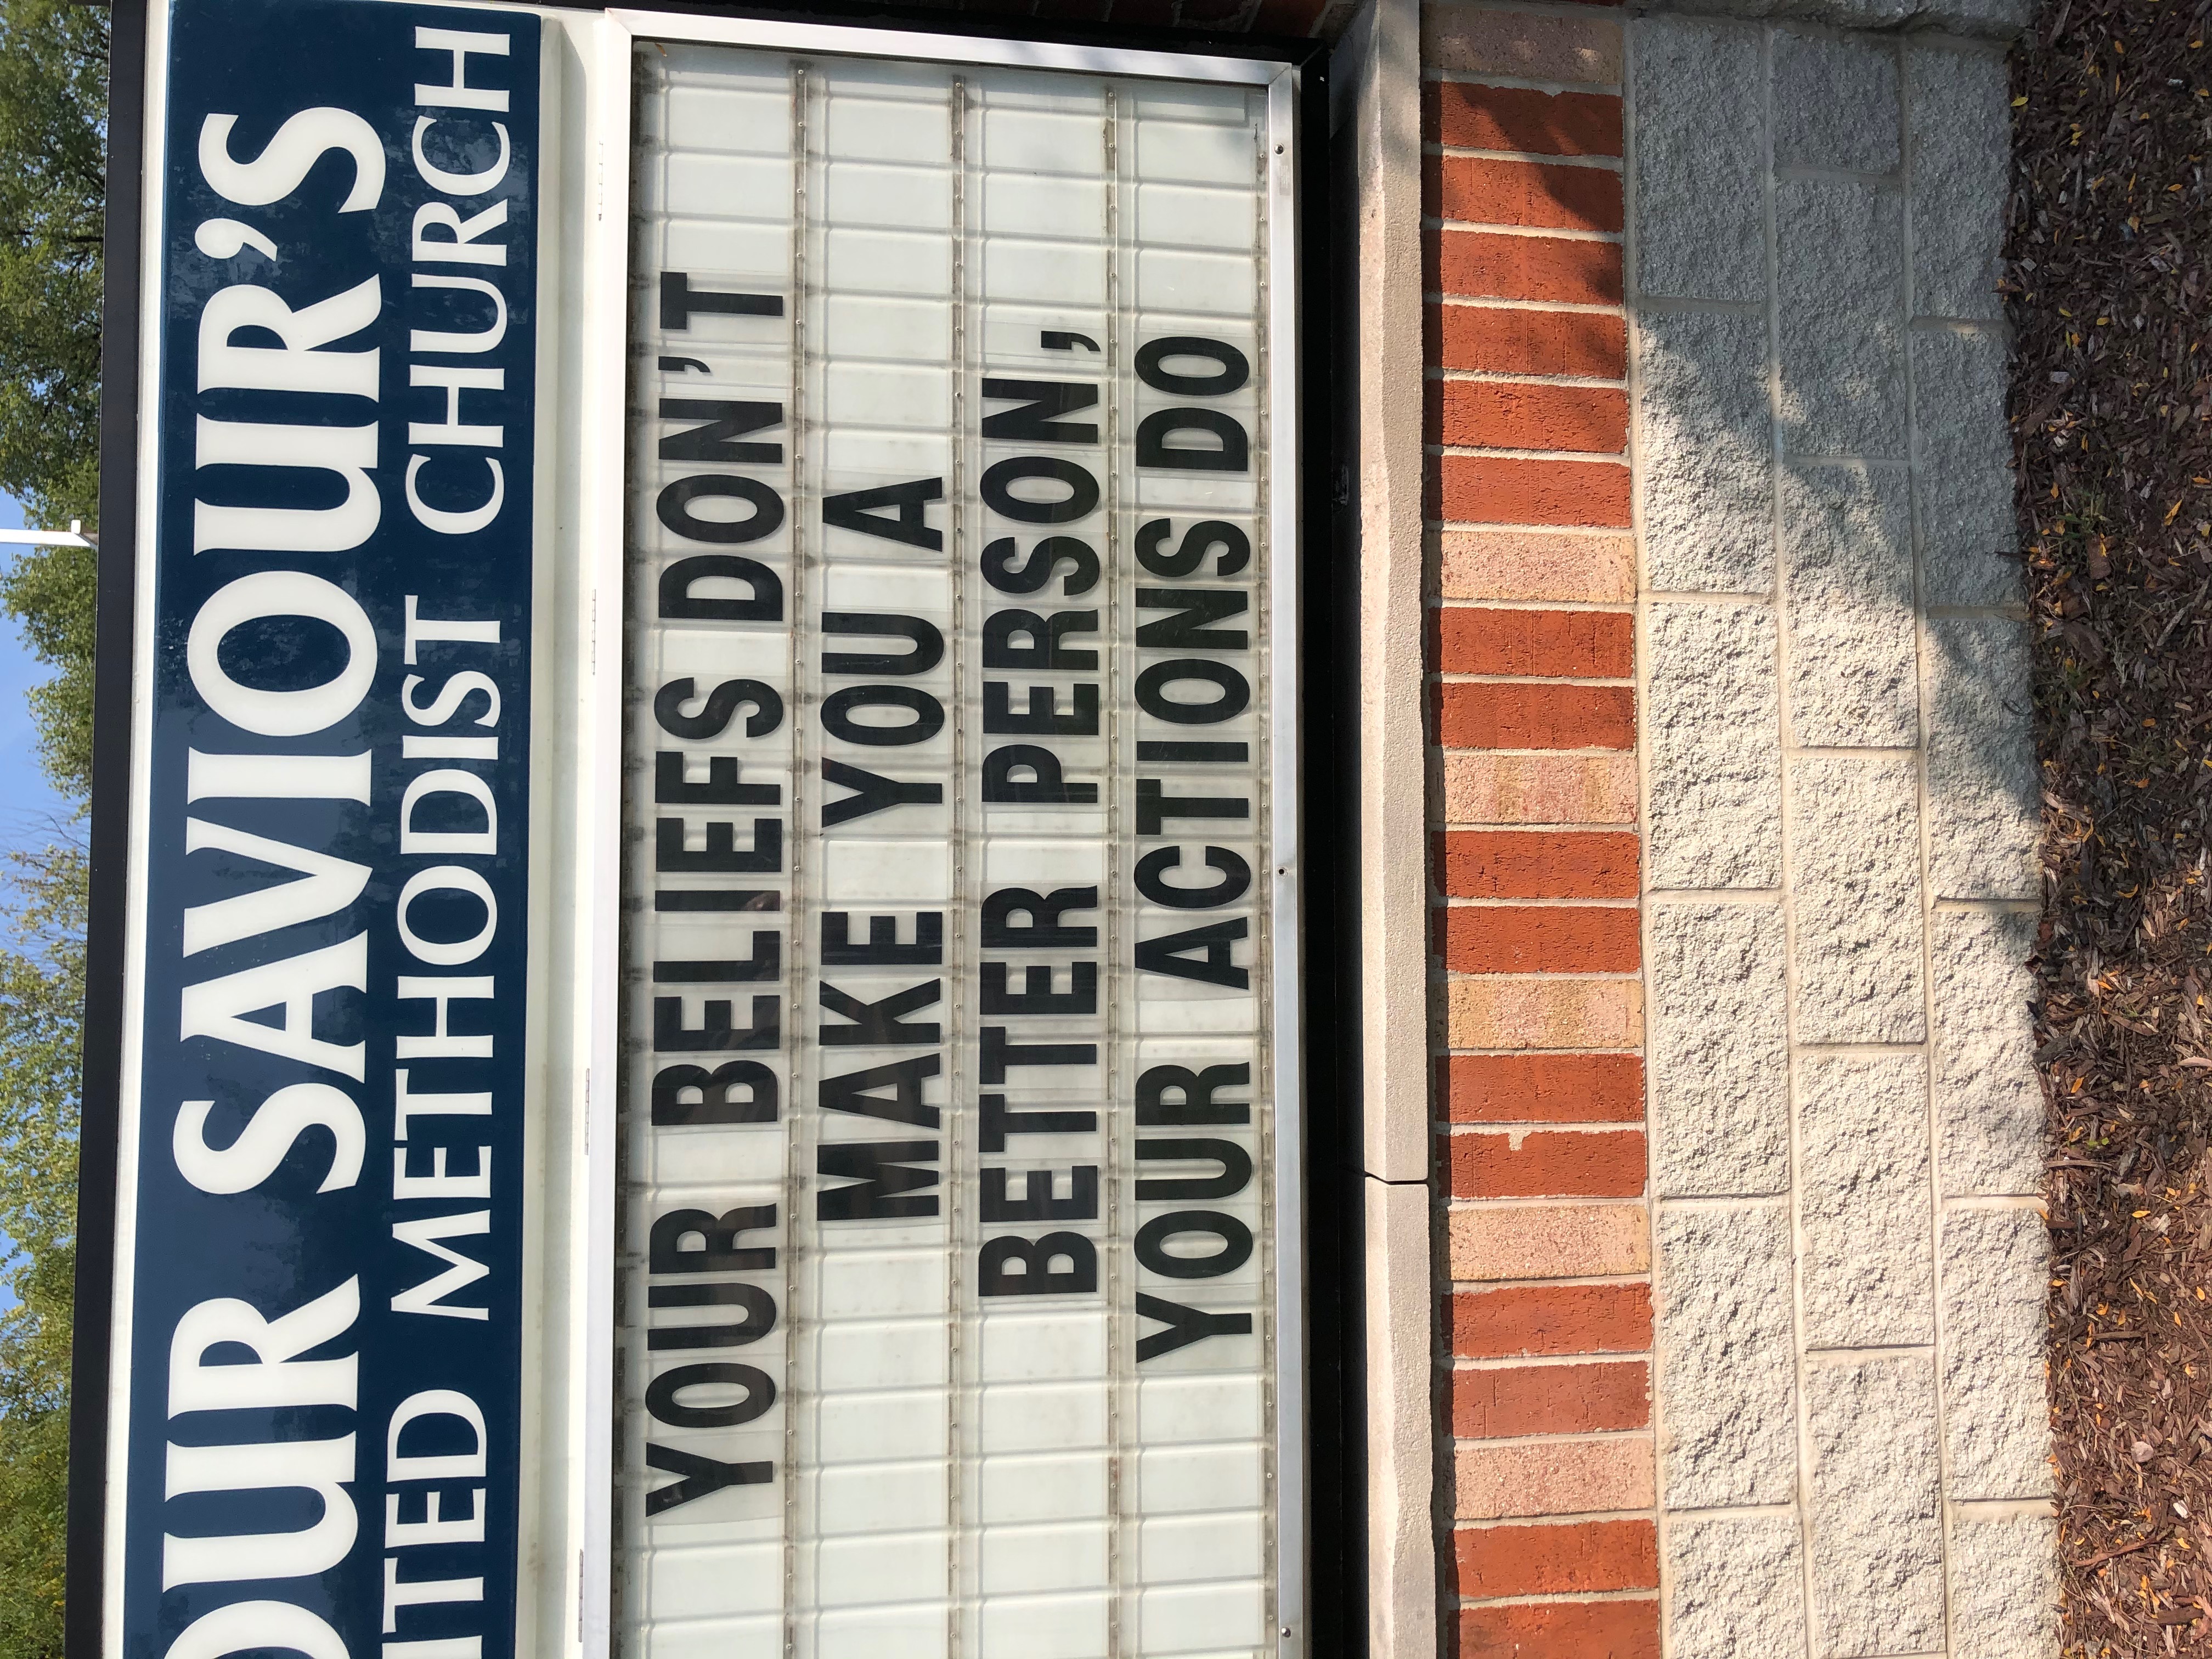 OUR SAVIOUR'S
ITED METHODIST CHURCH
YOUR BELIEFS DON'T
MAKE YOU A
BETTER PERSON,
YOUR ACTIONS DO